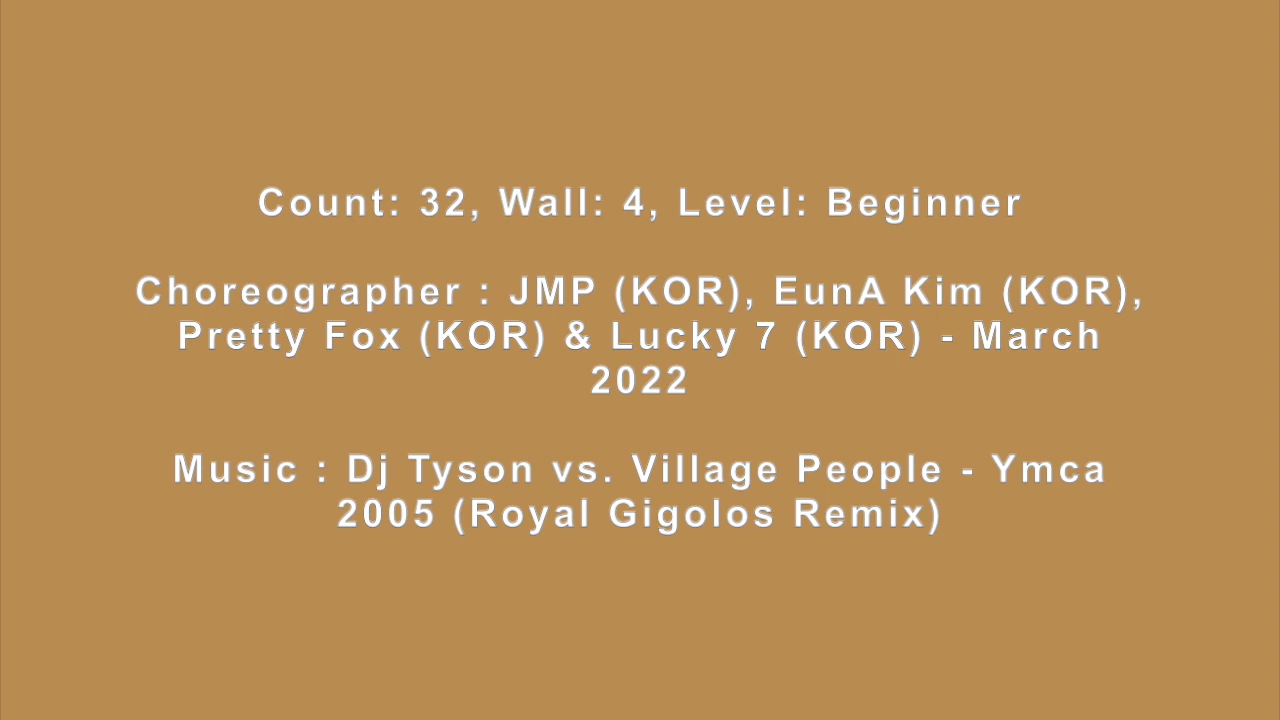 Count: 32, Wall: 4, Level: Beginner
Choreographer : JMP (KOR), EunA Kim (KOR),
Pretty Fox (KOR) & Lucky 7 (KOR) - March
2022
Music : Dj Tyson vs. Village People - Ymca
2005 (Royal Gigolos Remix)